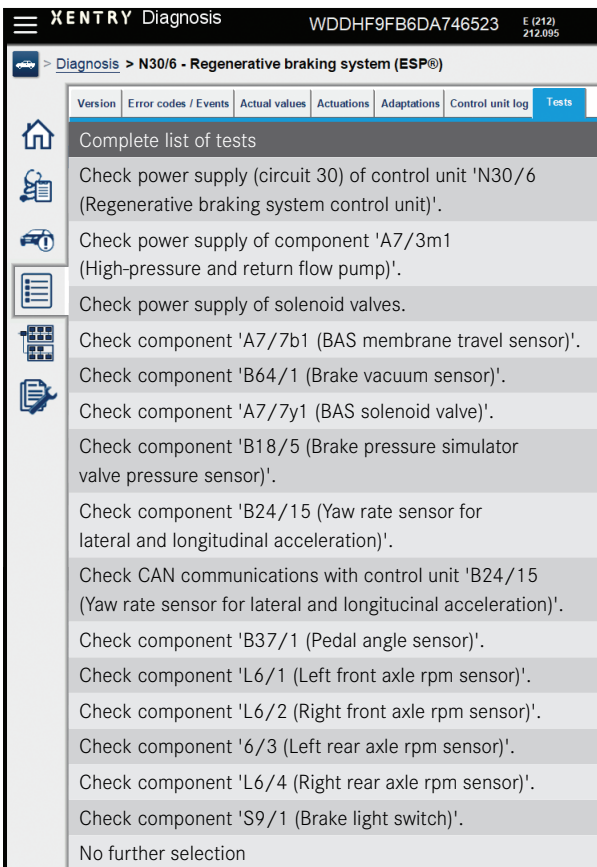 XENTRY Diagnosis
WDDHF9FB6DA746523
E (212)
212.095
> Diagnosis > N30/6 - Regenerative braking system (ESP®)
Version
Error codes / Events
Actual values
Actuations
Adaptations
Control unit log
Tests
Complete list of tests
Check power supply (circuit 30) of control unit 'N30/6
(Regenerative braking system control unit)'.
Check power supply of component 'A7/3m1
(High-pressure and return flow pump)'.
Check power supply of solenoid valves.
Check component 'A7/7b1 (BAS membrane travel sensor)'.
Check component 'B64/1 (Brake vacuum sensor)'.
Check component 'A7/7y1 (BAS solenoid valve)'.
Check component 'B18/5 (Brake pressure simulator
valve pressure sensor)'.
Check component 'B24/15 (Yaw rate sensor for
lateral and longitudinal acceleration)'.
Check CAN communications with control unit 'B24/15
(Yaw rate sensor for lateral and longitucinal acceleration)'.
Check component 'B37/1 (Pedal angle sensor)'.
Check component 'L6/1 (Left front axle rpm sensor)'.
Check component 'L6/2 (Right front axle rpm sensor)'.
Check component '6/3 (Left rear axle rpm sensor)'.
Check component 'L6/4 (Right rear axle rpm sensor)'.
Check component 'S9/1 (Brake light switch)'.
No further selection